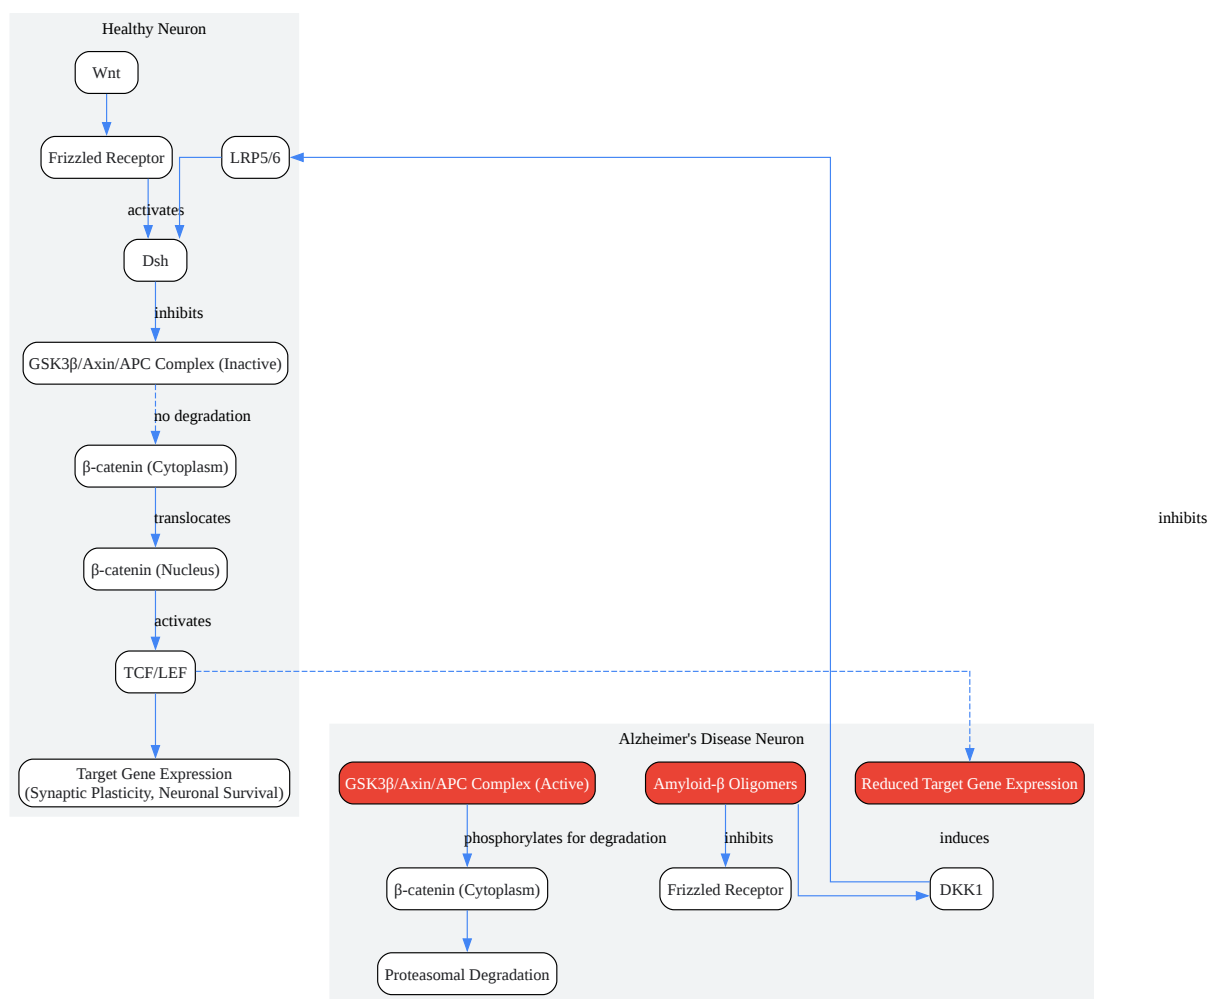 Healthy Neuron
Wnt
Frizzled Receptor
LRP5/6
activates
Dsh
inhibits
GSK3β/Axin/APC Complex (Inactive)
no degradation
β-catenin (Cytoplasm)
translocates
inhibits
β-catenin (Nucleus)
activates
TCF/LEF
Target Gene Expression
(Synaptic Plasticity, Neuronal Survival)
Alzheimer's Disease Neuron
GSK3β/Axin/APC Complex (Active)
Amyloid-β Oligomers
Reduced Target Gene Expression
phosphorylates for degradation
inhibits
induces
β-catenin (Cytoplasm)
Frizzled Receptor
DKK1
Proteasomal Degradation